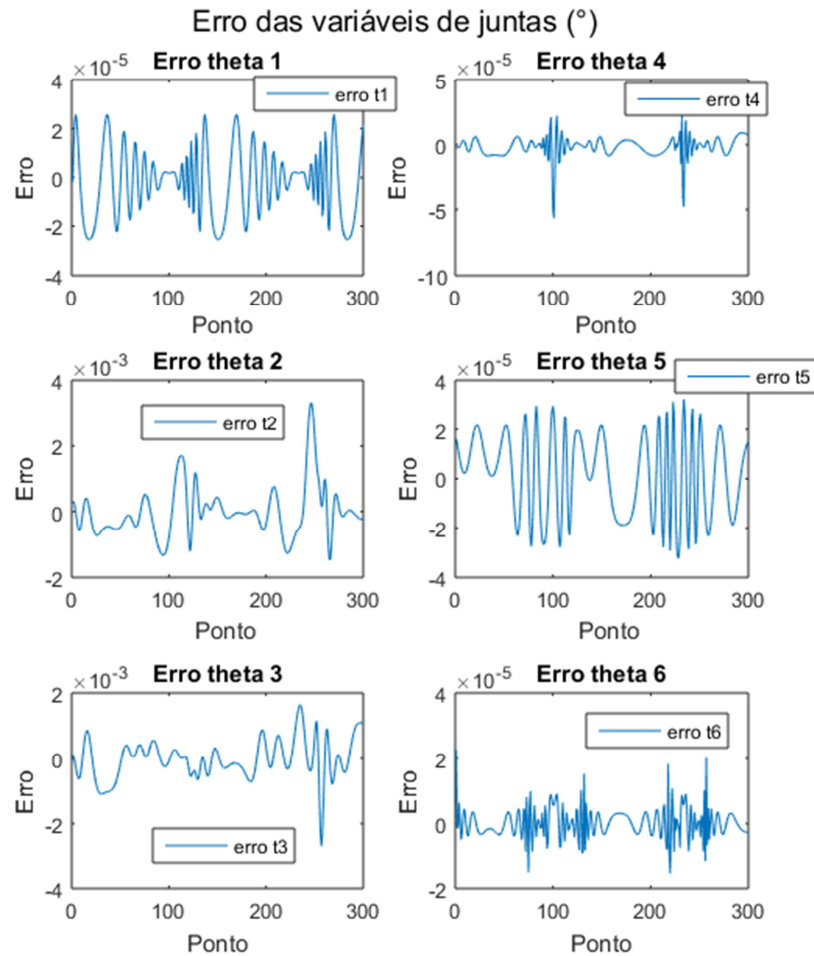 Erro das variáveis de juntas (°)
Erro theta 1
×10⁻⁵
4
2
0
-2
-4
Erro
erro t1
0 100 200 300
Ponto
Erro theta 4
×10⁻⁵
5
0
-5
-10
Erro
erro t4
0 100 200 300
Ponto
Erro theta 2
×10⁻³
4
2
0
-2
Erro
erro t2
0 100 200 300
Ponto
Erro theta 5
×10⁻⁵
4
2
0
-2
-4
Erro
erro t5
0 100 200 300
Ponto
Erro theta 3
×10⁻³
2
0
-2
-4
Erro
erro t3
0 100 200 300
Ponto
Erro theta 6
×10⁻⁵
4
2
0
-2
Erro
erro t6
0 100 200 300
Ponto